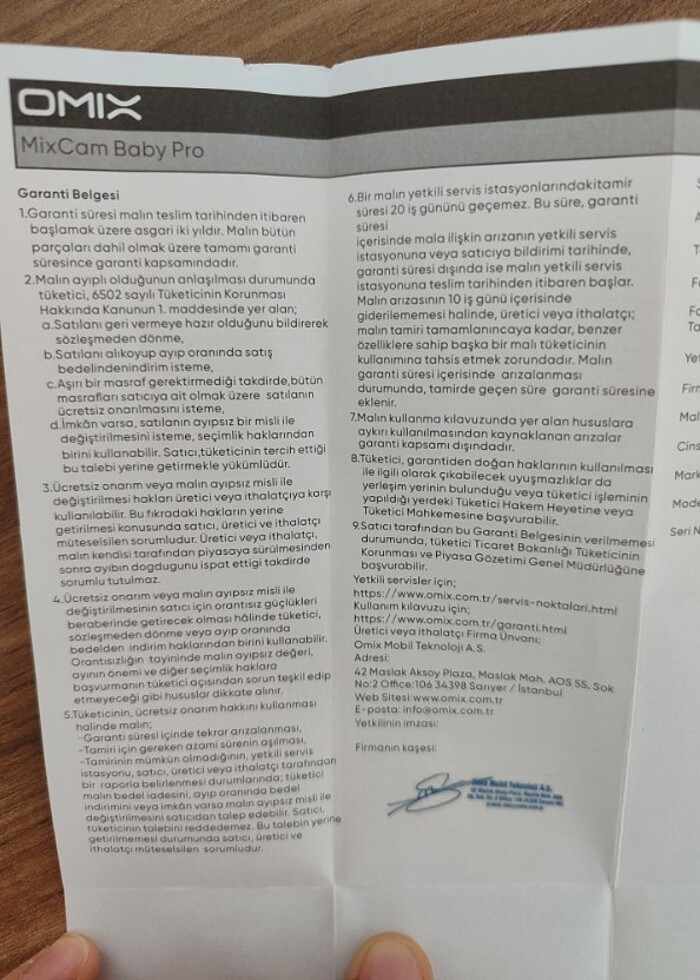 OMIX
MixCam Baby Pro
Garanti Belgesi
1.Garanti süresi malın teslim tarihinden itibaren
başlamak üzere asgari iki yıldır. Malın bütün
parçaları dahil olmak üzere tamamı garanti
süresince garanti kapsamındadır.
2.Malın ayıplı olduğunun anlaşılması durumunda
tüketici, 6502 sayılı Tüketicinin Korunması
Hakkında Kanunun 1. maddesinde yer alan;
a.Satılanı geri vermeye hazır olduğunu bildirerek
sözleşmeden dönme,
b.Satılanı alıkoyup ayıp oranında satış
bedelindenindirim isteme,
c.Aşırı bir masraf gerektirmediği takdirde,bütün
masrafları satıcıya ait olmak üzere satılanın
ücretsiz onarılmasını isteme,
d.İmkân varsa, satılanın ayıpsız bir misli ile
değiştirilmesini isteme, seçimlik haklarından
birini kullanabilir. Satıcı,tüketicinin tercih ettiği
bu talebi yerine getirmekle yükümlüdür.
3.Ücretsiz onarım veya malın ayıpsız misli ile
değiştirilmesi hakları üretici veya ithalatçıya karşı
kullanılabilir. Bu fıkradaki hakların yerine
getirilmesi konusunda satıcı, üretici ve ithalatçı
müteselsilen sorumludur. Üretici veya ithalatçı,
malın kendisi tarafından piyasaya sürülmesinden
sonra ayıbın dogdugunu ispat ettigi takdirde
sorumlu tutulmaz.
4.Ücretsiz onarım veya malın ayıpsız misli ile
değiştirilmesinin satıcı için orantısız güçlükleri
beraberinde getirecek olması hâlinde tüketici,
sözleşmeden dönme veya ayıp oranında
bedelden indirim haklarından birini kullanabilir.
Orantısızlığın tayininde malın ayıpsız değeri,
ayının önemi ve diğer seçimlik haklara
başvurmanın tüketici açısından sorun teşkil edip
etmeyeceği gibi hususlar dikkate alınır.
5.Tüketicinin, ücretsiz onarım hakkını kullanması
halinde malın;
-Garanti süresi içinde tekrar arızalanması,
-Tamiri için gereken azami sürenin aşılması,
-Tamirinin mümkün olmadığının, yetkili servis
istasyonu, satıcı, üretici veya ithalatçı tarafından
bir raporla belirlenmesi durumlarında; tüketici
malın bedel iadesini, ayıp oranında bedel
indirimini veya imkân varsa malın ayıpsız misli ile
değiştirilmesini satıcıdan talep edebilir. Satıcı,
tüketicinin talebini reddedemez. Bu talebin yerine
getirilmemesi durumunda satıcı, üretici ve
ithalatçı müteselsilen sorumludur.
6.Bir malın yetkili servis istasyonlarındakitamir
süresi 20 iş gününü geçemez. Bu süre, garanti
süresi
içerisinde mala ilişkin arızanın yetkili servis
istasyonuna veya satıcıya bildirimi tarihinde,
garanti süresi dışında ise malın yetkili servis
istasyonuna teslim tarihinden itibaren başlar.
Malın arızasının 10 iş günü içerisinde
giderilememesi halinde, üretici veya ithalatçı;
malın tamiri tamamlanıncaya kadar, benzer
özelliklere sahip başka bir malı tüketicinin
kullanımına tahsis etmek zorundadır. Malın
garanti süresi içerisinde arızalanması
durumunda, tamirde geçen süre garanti süresine
eklenir.
7.Malın kullanma kılavuzunda yer alan hususlara
aykırı kullanılmasından kaynaklanan arızalar
garanti kapsamı dışındadır.
8.Tüketici, garantiden doğan haklarının kullanılması
ile ilgili olarak çıkabilecek uyuşmazlıklar da
yerleşim yerinin bulunduğu veya tüketici işleminin
yapıldığı yerdeki Tüketici Hakem Heyetine veya
Tüketici Mahkemesine başvurabilir.
9.Satıcı tarafından bu Garanti Belgesinin verilmemesi
durumunda, tüketici Ticaret Bakanlığı Tüketicinin
Korunması ve Piyasa Gözetimi Genel Müdürlüğüne
başvurabilir.
Yetkili servisler için;
https://www.omix.com.tr/servis-noktalari.html
Kullanım kılavuzu için;
https://www.omix.com.tr/garanti.html
Üretici veya ithalatçı Firma Ünvanı:
Omix Mobil Teknoloji A.S.
Adresi:
42 Maslak Aksoy Plaza, Maslak Mah. AOS 55. Sok
No:2 Office:106 34398 Sarıyer / İstanbul
Web Sitesi:www.omix.com.tr
E-posta: info@omix.com.tr
Yetkilinin imzası:
Firmanın kaşesi:
Omix Mobil Teknoloji A.S.
Yet
Firr
Mal
Cins
Mark
Mode
Seri N